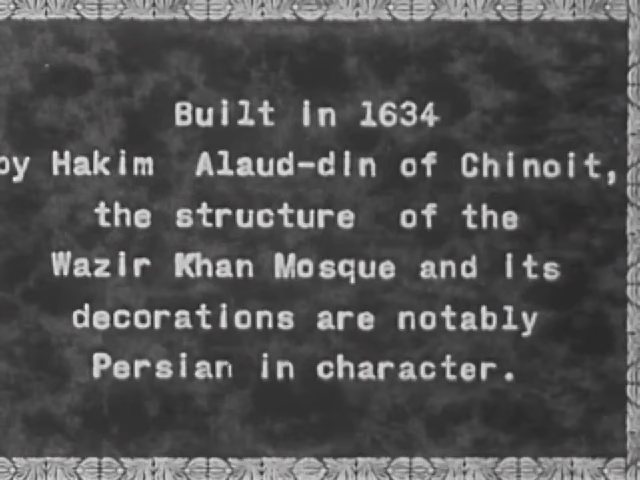 Built in 1634
by Hakim Alaud-din of Chinoit,
the structure of the
Wazir Khan Mosque and its
decorations are notably
Persian in character.